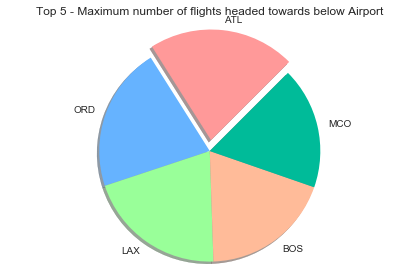 Top 5 - Maximum number of flights headed towards below Airport
ATL
ORD
MCO
LAX
BOS